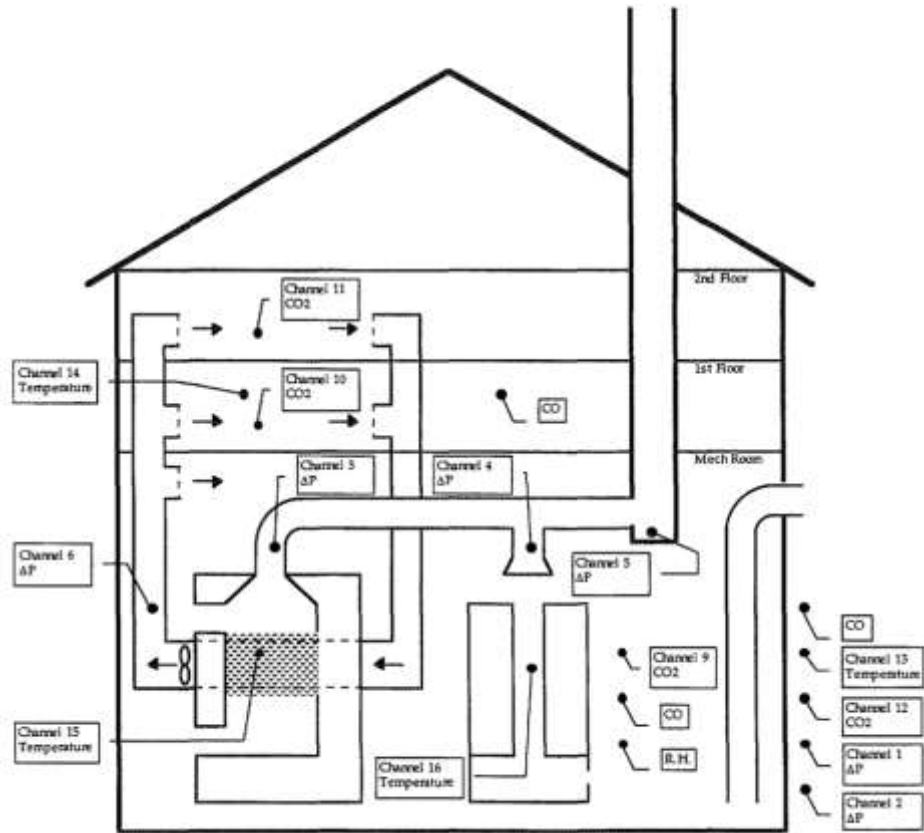 2nd Floor
Channel 11
CO2
Channel 14
Temperature
Channel 10
CO2
1st Floor
CO
Mech Room
Channel 3
ΔP
Channel 4
ΔP
Channel 6
ΔP
Channel 5
ΔP
CO
Channel 9
CO2
Channel 13
Temperature
CO
Channel 12
CO2
Channel 15
Temperature
R.H.
Channel 16
Temperature
Channel 1
ΔP
Channel 2
ΔP